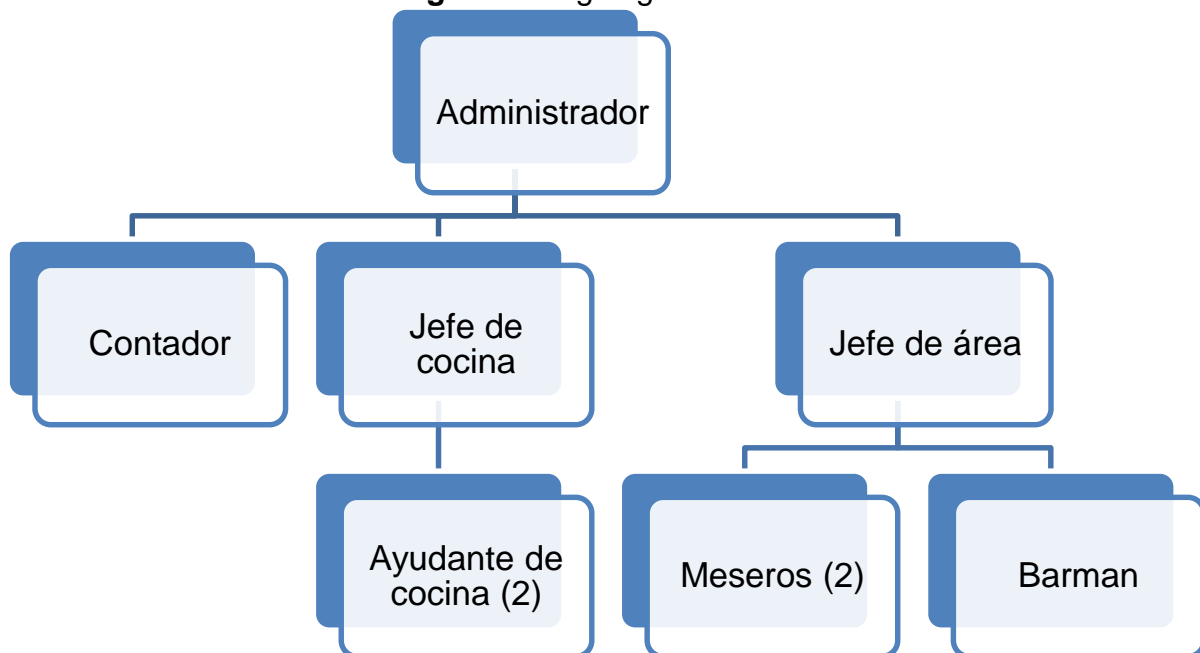 Administrador
Contador
Jefe de
cocina
Jefe de área
Ayudante de
cocina (2)
Meseros (2)
Barman